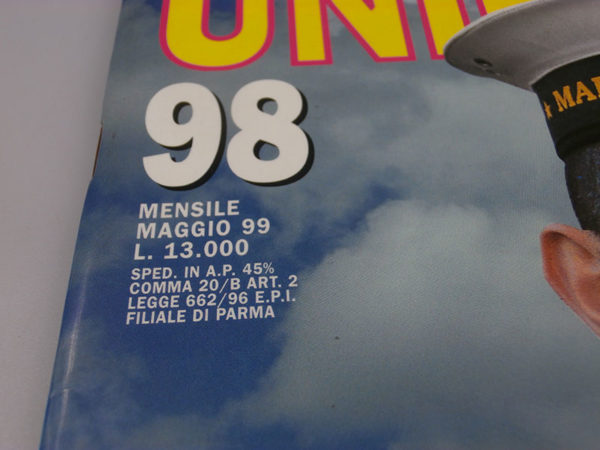 98
MENSILE
MAGGIO 99
L. 13.000
SPED. IN A.P. 45%
COMMA 20/B ART. 2
LEGGE 662/96 E.P.I.
FILIALE DI PARMA